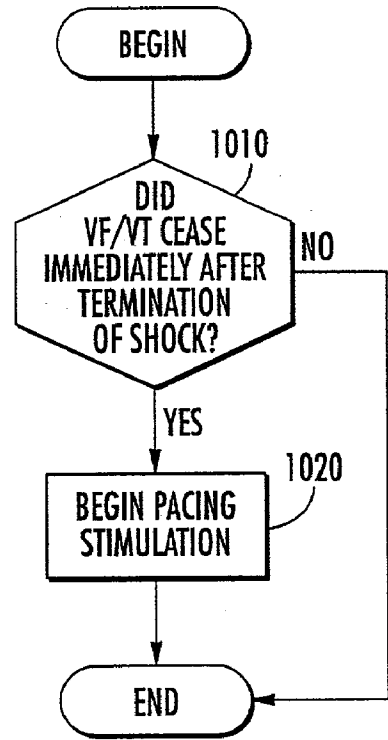 BEGIN
1010
DID
VF/VT CEASE
IMMEDIATELY AFTER
TERMINATION
OF SHOCK?
NO
YES
1020
BEGIN PACING
STIMULATION
END